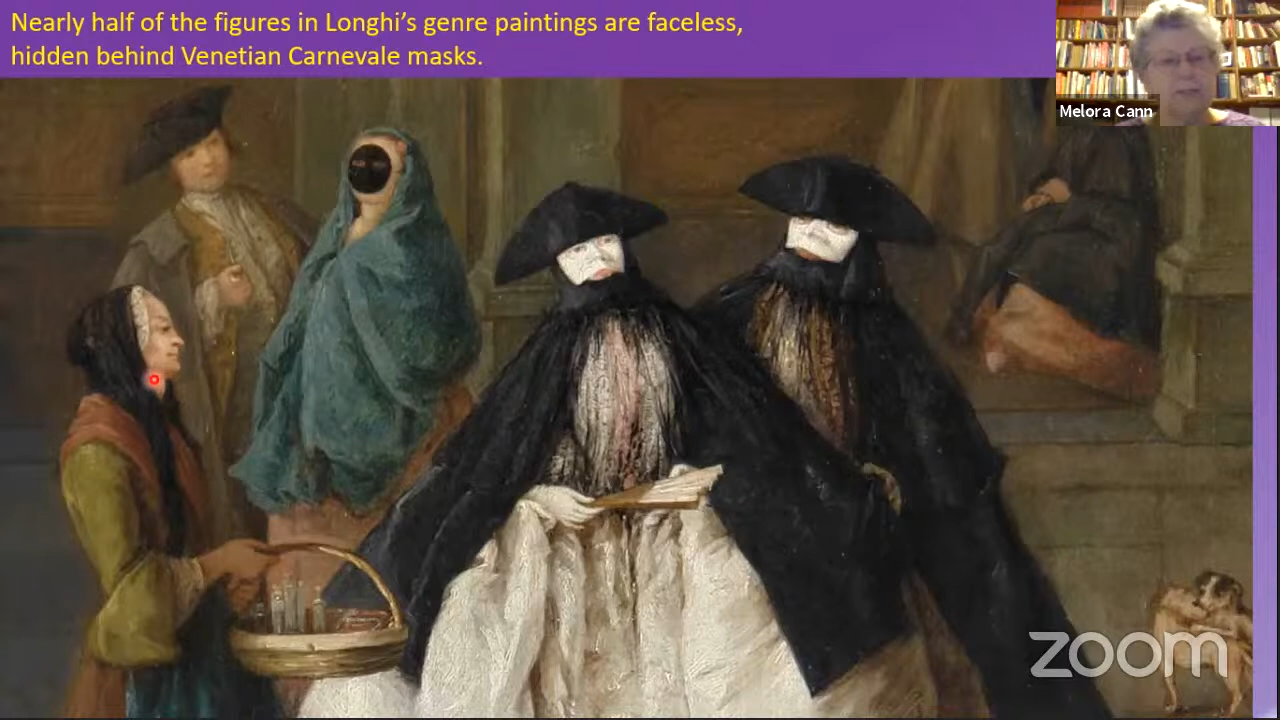 Nearly half of the figures in Longhi’s genre paintings are faceless,
hidden behind Venetian Carnevale masks.
Melora Cann
zoom